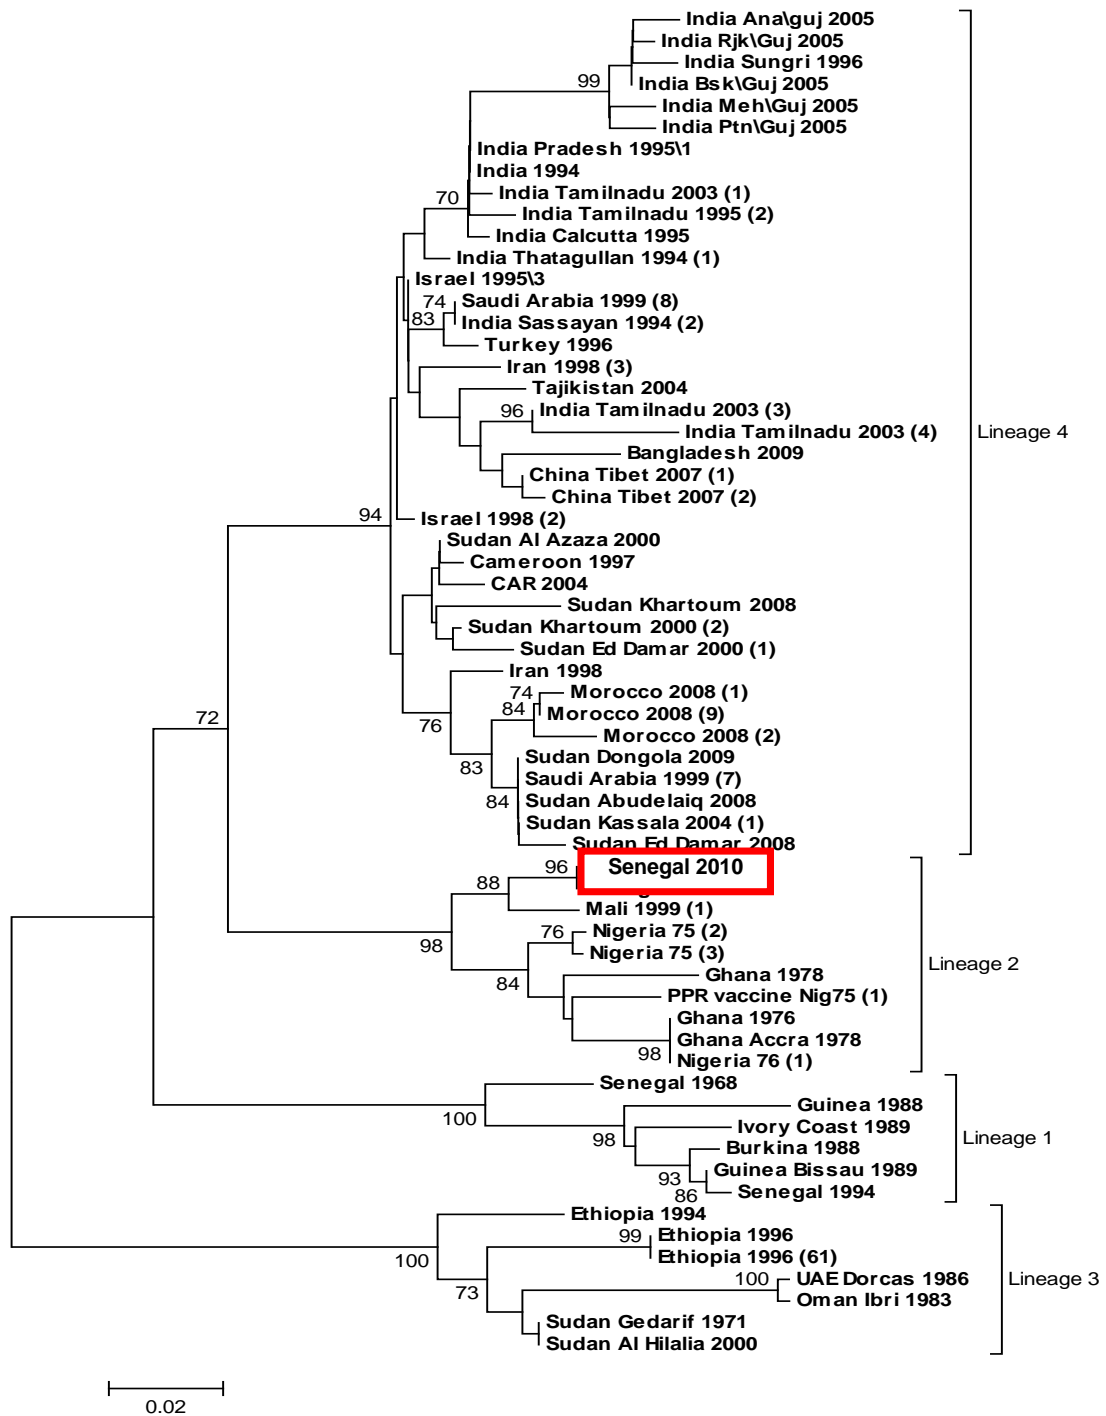 India Ana\guj 2005
India Rjk\Guj 2005
India Sungri 1996
99
India Bsk\Guj 2005
India Meh\Guj 2005
India Ptn\Guj 2005
India Pradesh 1995\1
India 1994
70
India Tamilnadu 2003 (1)
India Tamilnadu 1995 (2)
India Calcutta 1995
India Thatagullan 1994 (1)
Israel 1995\3
74
Saudi Arabia 1999 (8)
83
India Sassayan 1994 (2)
Turkey 1996
Iran 1998 (3)
Tajikistan 2004
96
India Tamilnadu 2003 (3)
India Tamilnadu 2003 (4)
Lineage 4
Bangladesh 2009
China Tibet 2007 (1)
China Tibet 2007 (2)
94
Israel 1998 (2)
Sudan Al Azaza 2000
Cameroon 1997
CAR 2004
Sudan Khartoum 2008
Sudan Khartoum 2000 (2)
Sudan Ed Damar 2000 (1)
Iran 1998
74
Morocco 2008 (1)
84
Morocco 2008 (9)
72
76
Morocco 2008 (2)
Sudan Dongola 2009
83
Saudi Arabia 1999 (7)
84
Sudan Abudelaiq 2008
Sudan Kassala 2004 (1)
Sudan Ed Damar 2008
96
Senegal 2010
88
Mali 1999 (1)
98
76
Nigeria 75 (2)
Nigeria 75 (3)
Lineage 2
84
Ghana 1978
PPR vaccine Nig75 (1)
Ghana 1976
Ghana Accra 1978
98
Nigeria 76 (1)
Senegal 1968
100
Guinea 1988
98
Ivory Coast 1989
Lineage 1
Burkina 1988
93
Guinea Bissau 1989
86
Senegal 1994
Ethiopia 1994
99
Ethiopia 1996
100
Ethiopia 1996 (61)
100
UAE Dorcas 1986
Lineage 3
73
Oman Ibri 1983
Sudan Gedarif 1971
Sudan Al Hilalia 2000
0.02